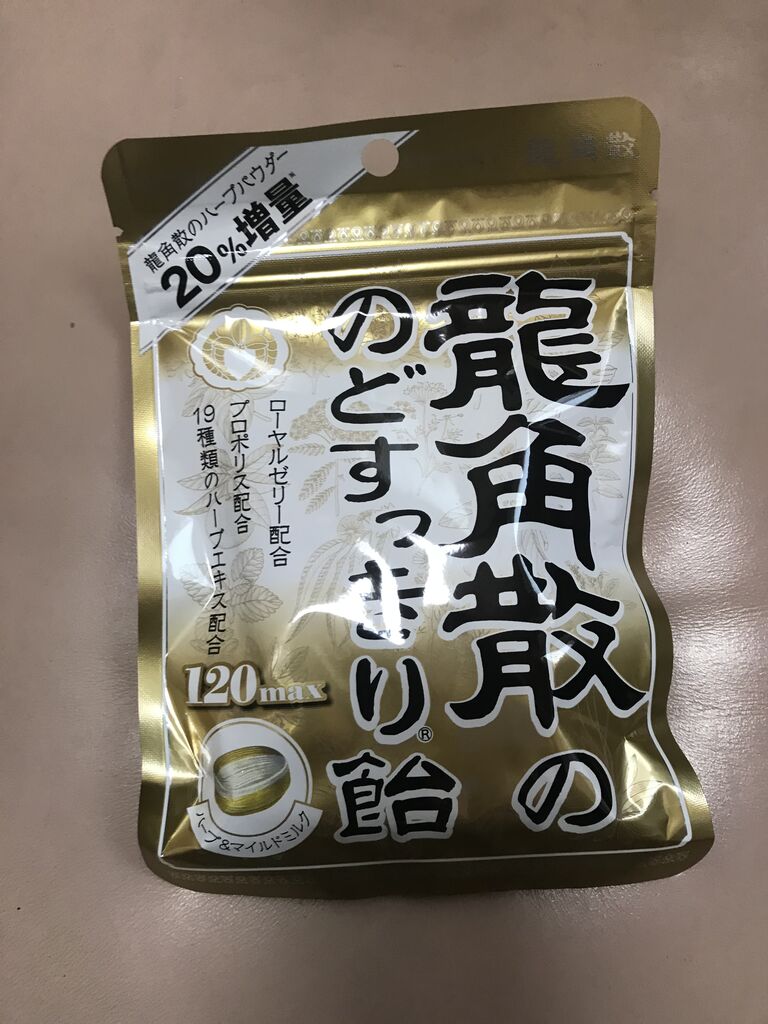 龍角散
龍角散のハーブパウダー
20%増量※
龍角散の
のどすっきり®飴
ローヤルゼリー配合
プロポリス配合
19種類のハーブエキス配合
120max
ハーブ&マイルドミルク